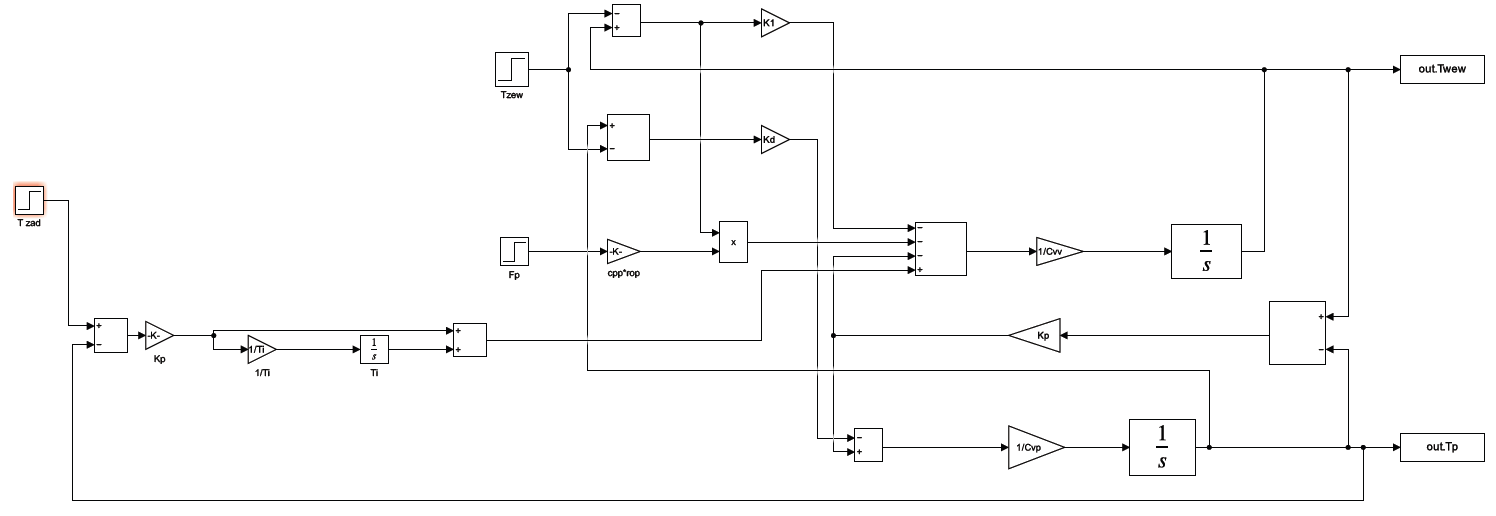 K1
out.Twew
Tzew
Kd
T zad
x
-K-
Fp
cpp*rop
1/Cvv
1
s
-K-
Kp
1/Ti
1/Ti
1
s
Ti
Kp
1/Cvp
1
s
out.Tp